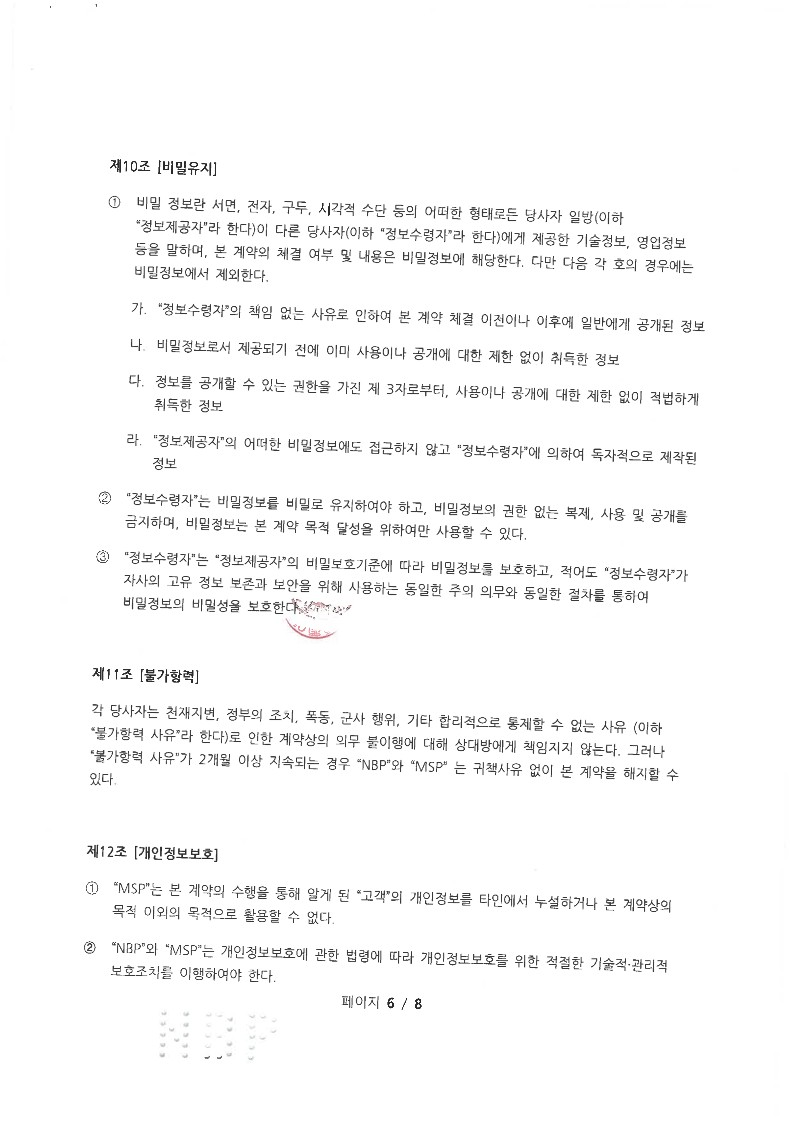 제10조 [비밀유지]
① 비밀 정보란 서면, 전자, 구두, 시각적 수단 등의 어떠한 형태로든 당사자 일방(이하
“정보제공자”라 한다)이 다른 당사자(이하 “정보수령자”라 한다)에게 제공한 기술정보, 영업정보
등을 말하며, 본 계약의 체결 여부 및 내용은 비밀정보에 해당한다. 다만 다음 각 호의 경우에는
비밀정보에서 제외한다.
가. “정보수령자”의 책임 없는 사유로 인하여 본 계약 체결 이전이나 이후에 일반에게 공개된 정보
나. 비밀정보로서 제공되기 전에 이미 사용이나 공개에 대한 제한 없이 취득한 정보
다. 정보를 공개할 수 있는 권한을 가진 제 3자로부터, 사용이나 공개에 대한 제한 없이 적법하게
취득한 정보
라. “정보제공자”의 어떠한 비밀정보에도 접근하지 않고 “정보수령자”에 의하여 독자적으로 제작된
정보
② “정보수령자”는 비밀정보를 비밀로 유지하여야 하고, 비밀정보의 권한 없는 복제, 사용 및 공개를
금지하며, 비밀정보는 본 계약 목적 달성을 위하여만 사용할 수 있다.
③ “정보수령자”는 “정보제공자”의 비밀보호기준에 따라 비밀정보를 보호하고, 적어도 “정보수령자”가
자사의 고유 정보 보존과 보안을 위해 사용하는 동일한 주의 의무와 동일한 절차를 통하여
비밀정보의 비밀성을 보호한다.
제11조 [불가항력]
각 당사자는 천재지변, 정부의 조치, 폭동, 군사 행위, 기타 합리적으로 통제할 수 없는 사유 (이하
“불가항력 사유”라 한다)로 인한 계약상의 의무 불이행에 대해 상대방에게 책임지지 않는다. 그러나
“불가항력 사유”가 2개월 이상 지속되는 경우 “NBP”와 “MSP” 는 귀책사유 없이 본 계약을 해지할 수
있다.
제12조 [개인정보보호]
① “MSP”는 본 계약의 수행을 통해 알게 된 “고객”의 개인정보를 타인에서 누설하거나 본 계약상의
목적 이외의 목적으로 활용할 수 없다.
② “NBP”와 “MSP”는 개인정보보호에 관한 법령에 따라 개인정보보호를 위한 적절한 기술적·관리적
보호조치를 이행하여야 한다.
페이지 6 / 8
NBP